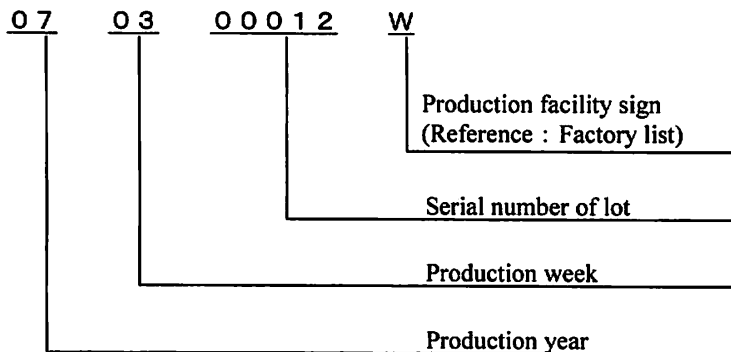 07 03 00012 W
Production facility sign
(Reference : Factory list)
Serial number of lot
Production week
Production year